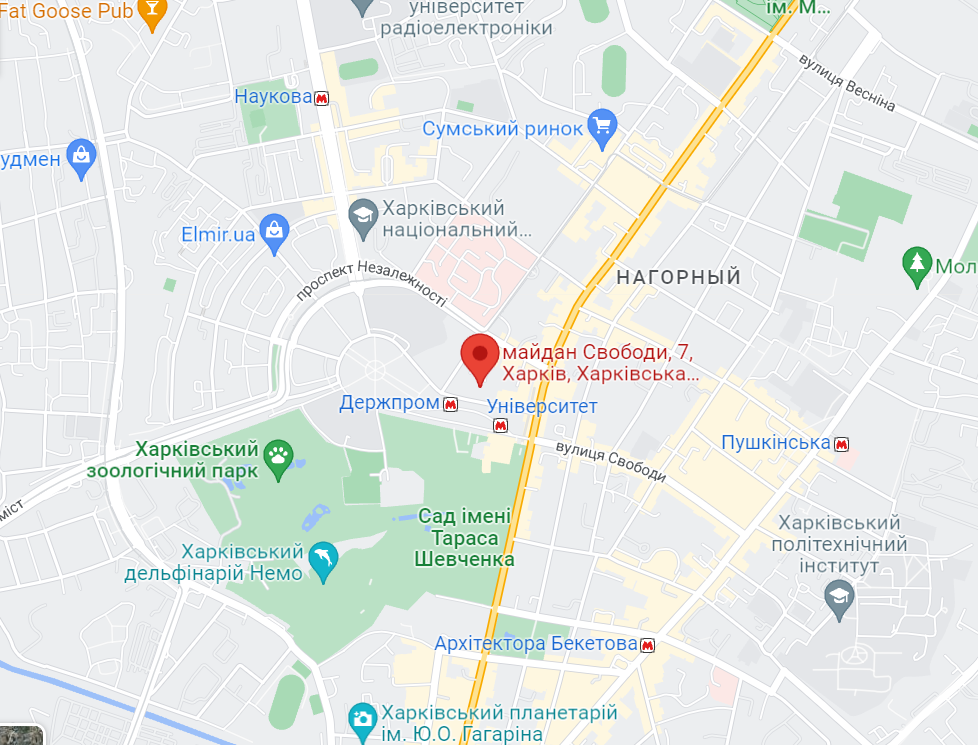 Fat Goose Pub
університет
радіоелектроніки
ім. М...
вулиця Весніна
Наукова
Сумський ринок
удмен
Харківський
національний...
Elmir.ua
Мол
НАГОРНЫЙ
проспект Незалежності
майдан Свободи, 7,
Харків, Харківська...
Держпром
Університет
Пушкінська
вулиця Свободи
Харківський
зоологічний парк
міст
Сад імені
Тараса
Шевченка
Харківський
політехнічний
інститут
Харківський
дельфінарій Немо
Архітектора Бекетова
Харківський планетарій
ім. Ю.О. Гагаріна